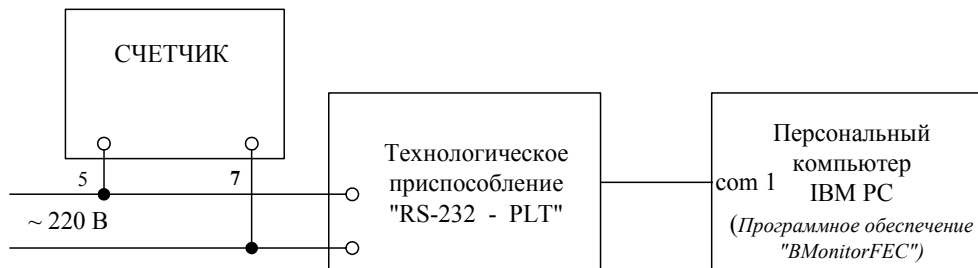 СЧЕТЧИК
5
7
~ 220 В
Технологическое
приспособление
"RS-232 - PLT"
com 1
Персональный
компьютер
IBM PC
(Программное обеспечение
"BMonitorFEC")